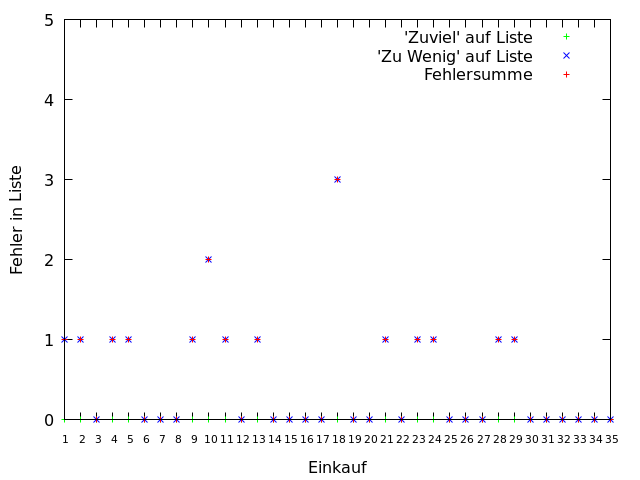 5
'Zuviel' auf Liste
'Zu Wenig' auf Liste
Fehlersumme
4
3
Fehler in Liste
2
1
0
1 2 3 4 5 6 7 8 9 10 11 12 13 14 15 16 17 18 19 20 21 22 23 24 25 26 27 28 29 30 31 32 33 34 35
Einkauf